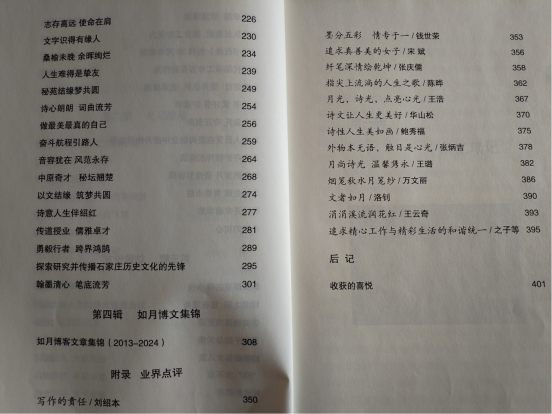 志存高远 使命在肩 226
文字识得有缘人 230
桑榆未晚 余晖绚烂 234
人生难得是挚友 239
秘苑结缘梦共圆 249
诗心朗朗 词曲流芳 254
做最美最真的自己 256
奋斗航程引路人 259
音容犹在 风范永存 264
中原奇才 秘坛翘楚 268
以文结缘 筑梦共圆 274
诗意人生伴绍红 277
传道授业 儒雅卓才 281
勇毅行者 跨界鸿鹄 289
探索研究并传播石家庄历史文化的先锋 295
翰墨清心 笔底流芳 301
第四辑 如月博文集锦
如月博客文章集锦(2013-2024) 308
附录 业界点评
写作的责任/刘绍本 350
墨分五彩 情专于一/钱世荣 353
追求真善美的女子/宋斌 356
纤笔深情绘乾坤/张庆儒 358
指尖上流淌的人生之歌/陈晔 362
月光，诗光，点亮心光/王浩 367
诗文让人生更美好/华山松 370
诗性人生美如画/鲍秀福 375
外物本无语，触目是心光/张炳吉 378
月尚诗光 温馨隽永/王璐 382
烟笼秋水月笼纱/万文丽 386
文者如月/洛钊 390
涓涓溪流润花红/王云奇 393
追求精心工作与精彩生活的和谐统一/之子等 395
后记
收获的喜悦 401